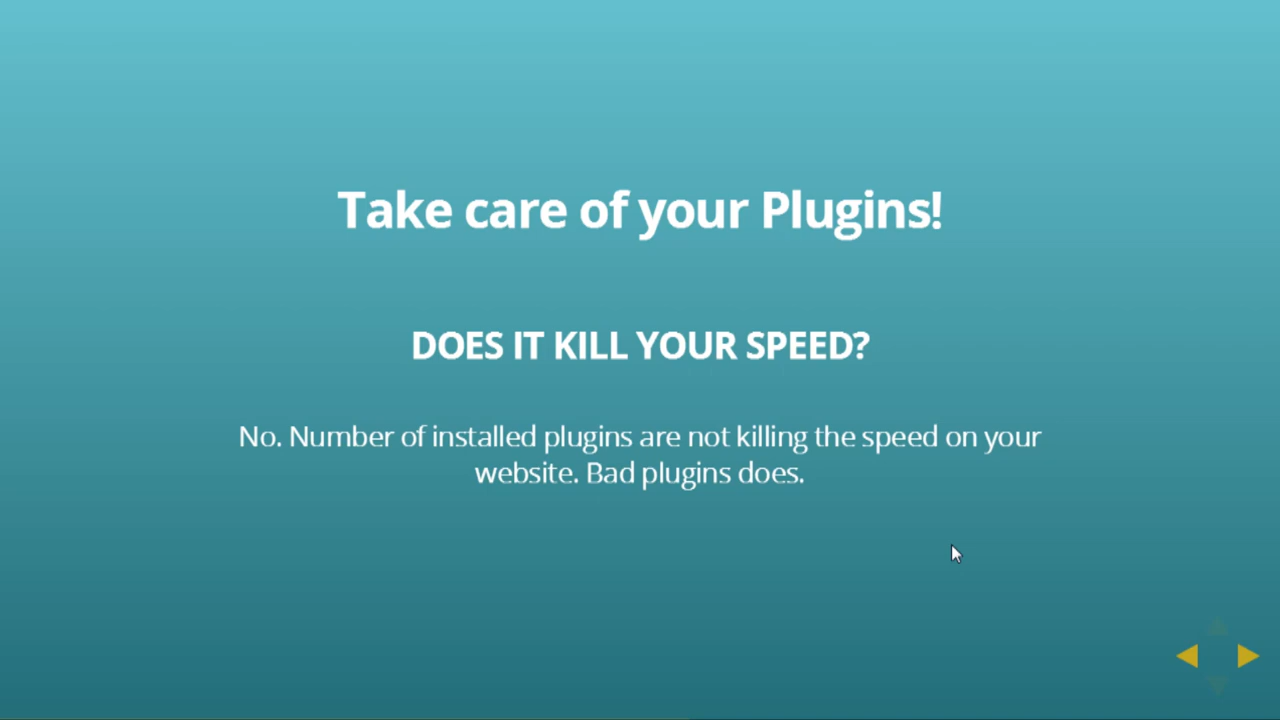 Take care of your Plugins!
DOES IT KILL YOUR SPEED?
No. Number of installed plugins are not killing the speed on your
website. Bad plugins does.